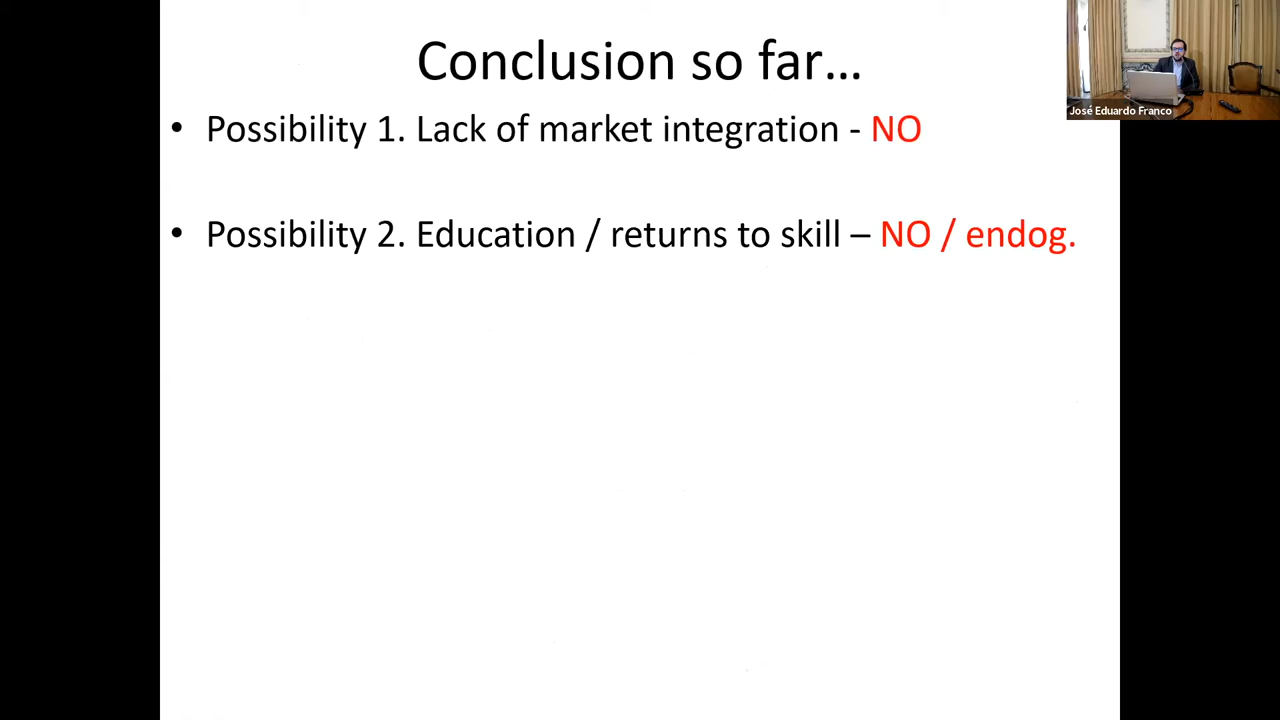 Conclusion so far…
José Eduardo Franco
• Possibility 1. Lack of market integration - NO
• Possibility 2. Education / returns to skill – NO / endog.